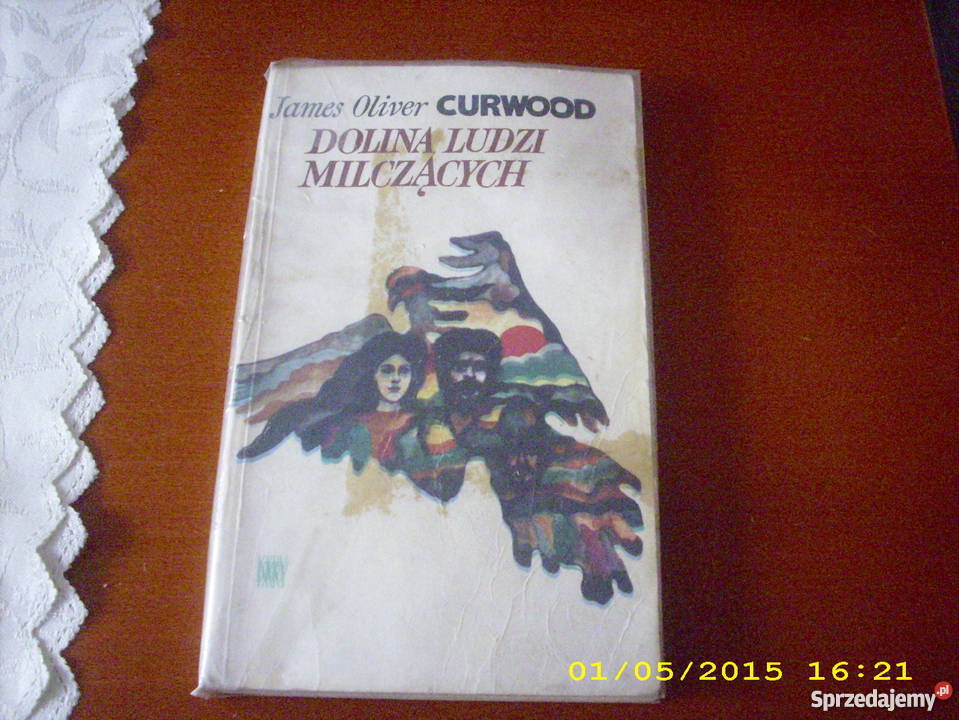 James Oliver CURWOOD
DOLINA LUDZI
MILCZĄCYCH
01/05/2015 16:21
Sprzedajemy.pl